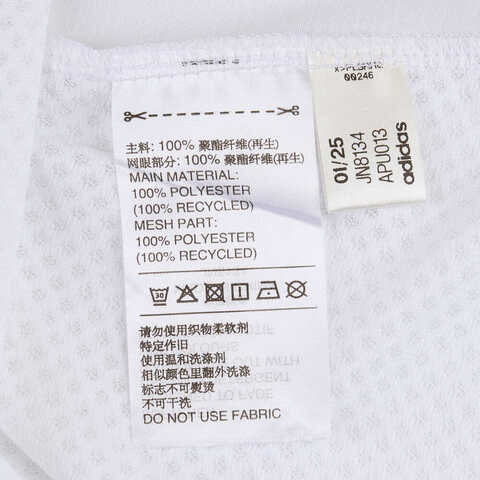 00246
主料: 100% 聚酯纤维(再生)
网眼部分: 100% 聚酯纤维(再生)
MAIN MATERIAL:
100% POLYESTER
(100% RECYCLED)
MESH PART:
100% POLYESTER
(100% RECYCLED)
30
请勿使用织物柔软剂
特定作旧
使用温和洗涤剂
相似颜色里翻外洗涤
标志不可熨烫
不可干洗
DO NOT USE FABRIC
01/25
JN8134
APU013
adidas